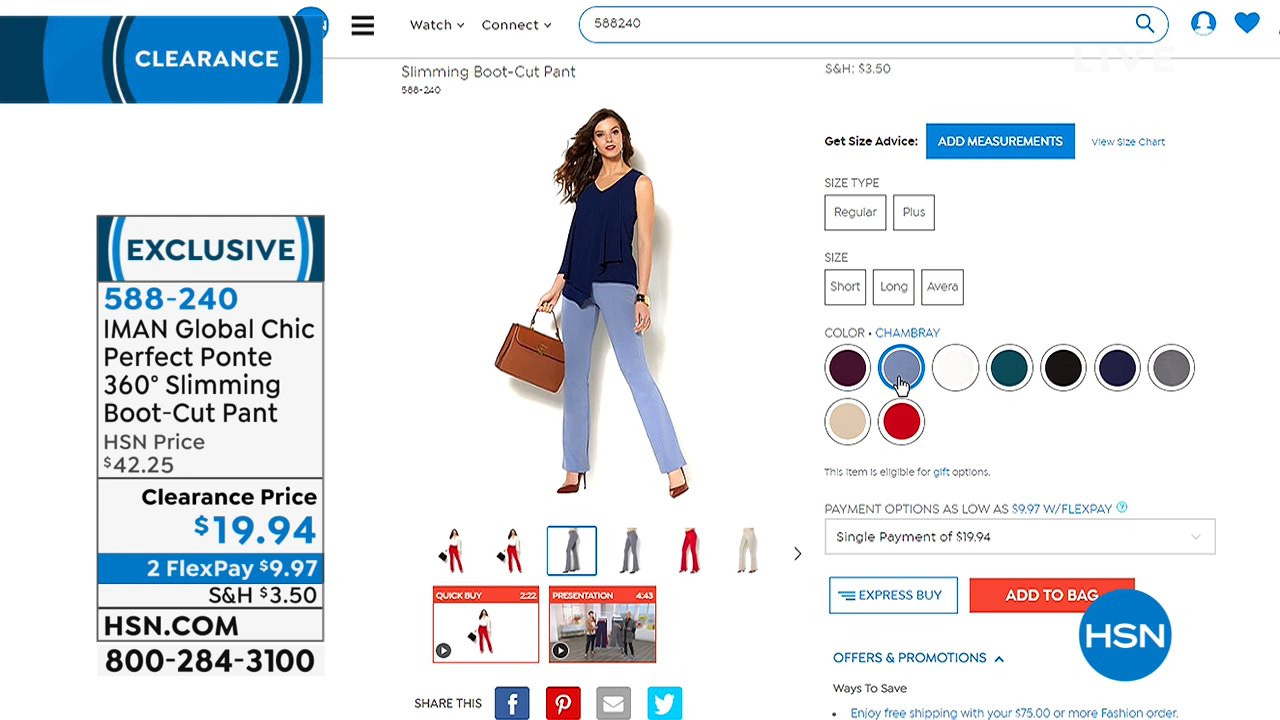 CLEARANCE
Watch
Connect
588240
LIVE
Slimming Boot-Cut Pant
588-240
S&H: $3.50
Get Size Advice:
ADD MEASUREMENTS
View Size Chart
SIZE TYPE
Regular
Plus
SIZE
Short
Long
Avera
COLOR • CHAMBRAY
This item is eligible for gift options.
PAYMENT OPTIONS AS LOW AS $9.97 W/FLEXPAY
Single Payment of $19.94
EXPRESS BUY
ADD TO BAG
HSN
OFFERS & PROMOTIONS
Ways To Save
• Enjoy free shipping with your $75.00 or more Fashion order.
EXCLUSIVE
588-240
IMAN Global Chic
Perfect Ponte
360° Slimming
Boot-Cut Pant
HSN Price
$42.25
Clearance Price
$19.94
2 FlexPay $9.97
S&H $3.50
HSN.COM
800-284-3100
QUICK BUY 2:22
PRESENTATION 4:43
SHARE THIS